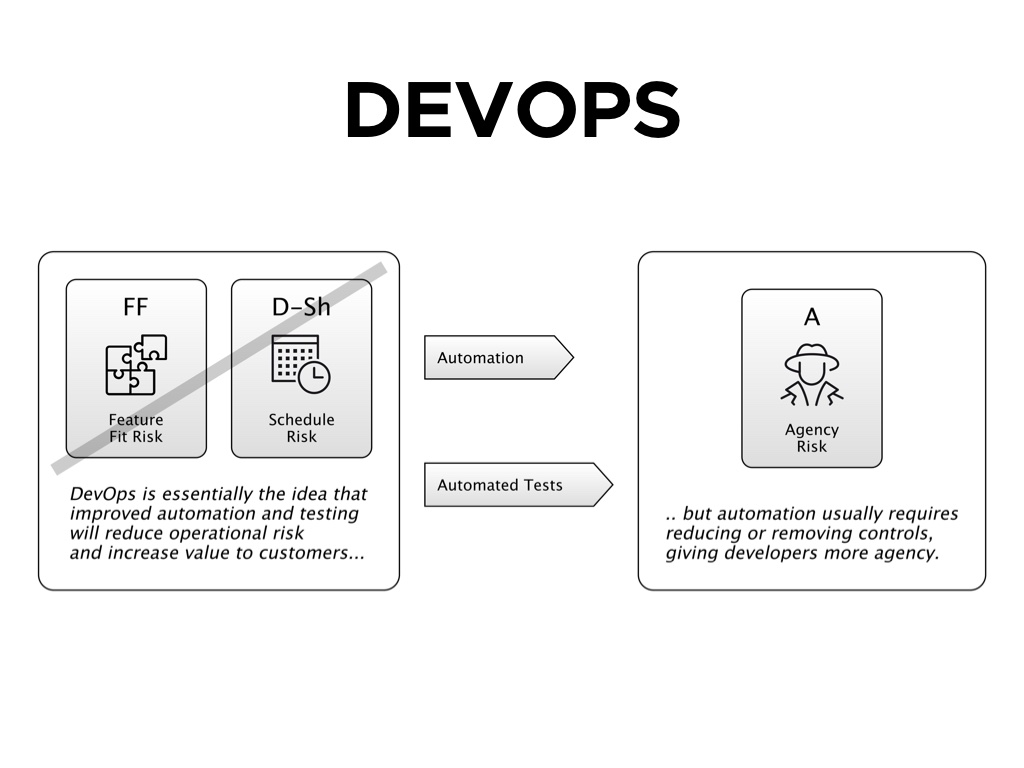 DEVOPS
FF
Feature
Fit Risk
D-Sh
Schedule
Risk
DevOps is essentially the idea that
improved automation and testing
will reduce operational risk
and increase value to customers...
Automation
Automated Tests
A
Agency
Risk
.. but automation usually requires
reducing or removing controls,
giving developers more agency.